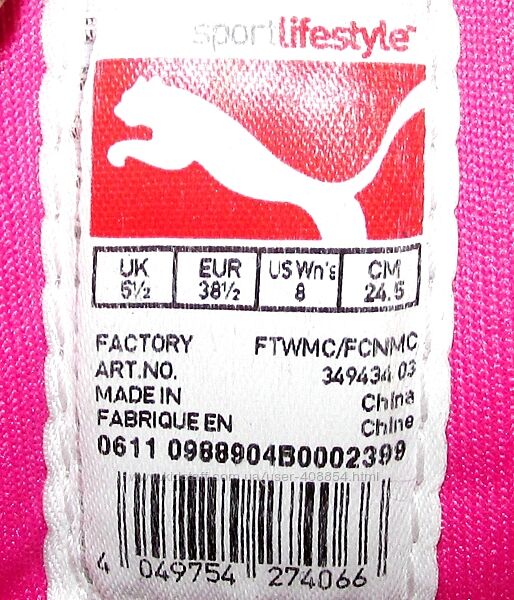 sportlifestyle
UK EUR US Wn's CM
5½ 38½ 8 24.5
FACTORY FTWMC/FCNMC
ART.NO. 349434 03
MADE IN China
FABRIQUE EN Chine
0611 0988904B0002399
4 049754 274066